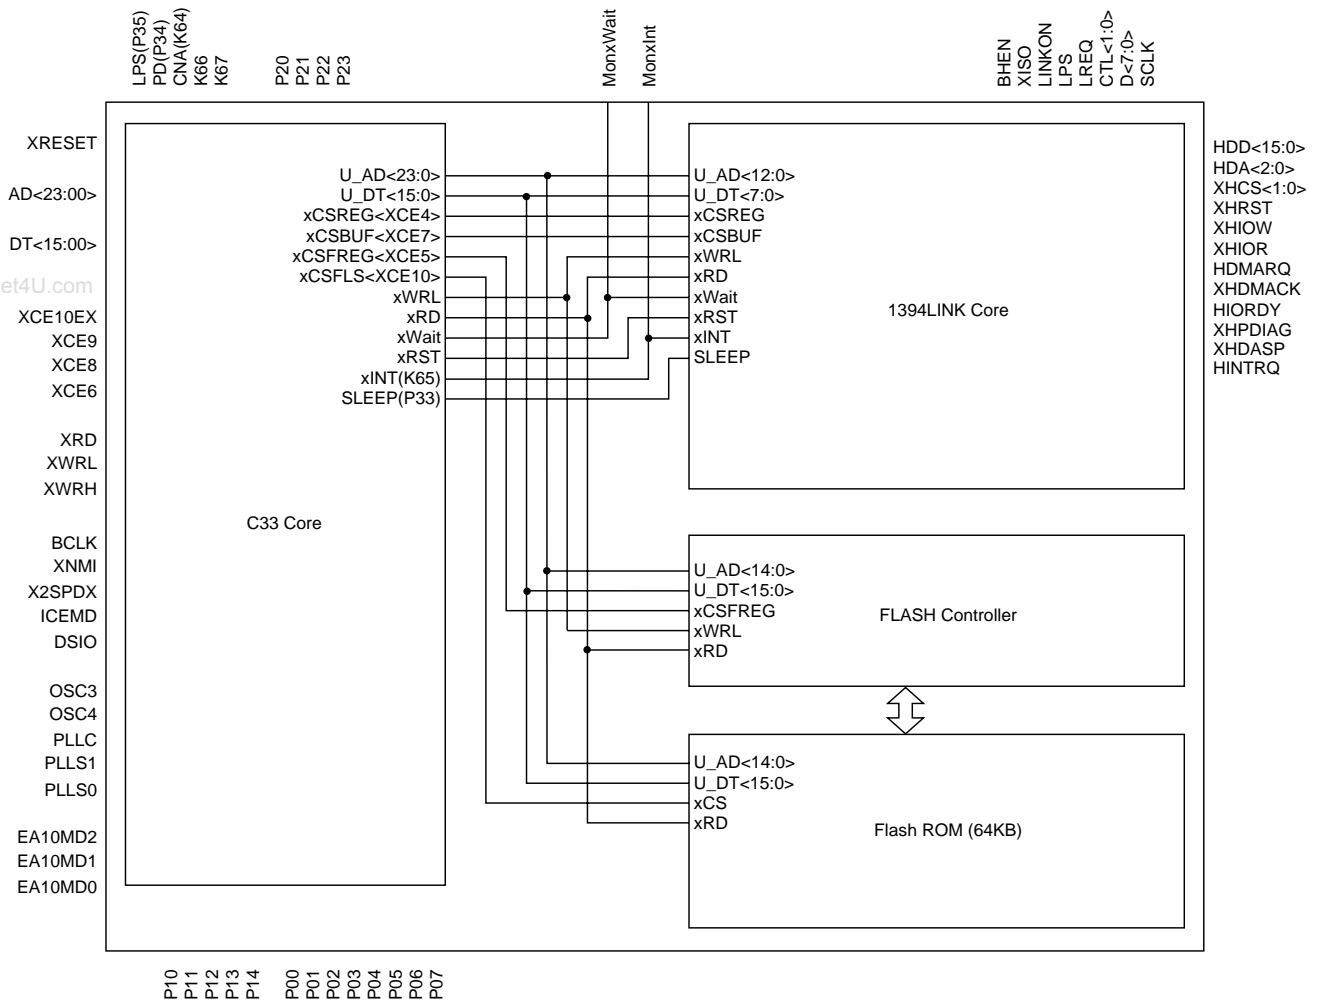 LPS(P35)
PD(P34)
CNA(K64)
K66
K67
P20
P21
P22
P23
MonxWait
MonxInt
BHEN
XISO
LINKON
LPS
LREQ
CTL<1:0>
D<7:0>
SCLK
XRESET
AD<23:00>
DT<15:00>
et4U.com
XCE10EX
XCE9
XCE8
XCE6
XRD
XWRL
XWRH
BCLK
XNMI
X2SPDX
ICEMD
DSIO
OSC3
OSC4
PLLC
PLLS1
PLLS0
EA10MD2
EA10MD1
EA10MD0
U_AD<23:0>
U_DT<15:0>
xCSREG<XCE4>
xCSBUF<XCE7>
xCSFREG<XCE5>
xCSFLS<XCE10>
xWRL
xRD
xWait
xRST
xINT(K65)
SLEEP(P33)
C33 Core
U_AD<12:0>
U_DT<7:0>
xCSREG
xCSBUF
xWRL
xRD
xWait
xRST
xINT
SLEEP
1394LINK Core
U_AD<14:0>
U_DT<15:0>
xCSFREG
xWRL
xRD
FLASH Controller
U_AD<14:0>
U_DT<15:0>
xCS
xRD
Flash ROM (64KB)
HDD<15:0>
HDA<2:0>
XHCS<1:0>
XHRST
XHIOW
XHIOR
HDMARQ
XHDMACK
HIORDY
XHPDIAG
XHDASP
HINTRQ
P10
P11
P12
P13
P14
P00
P01
P02
P03
P04
P05
P06
P07